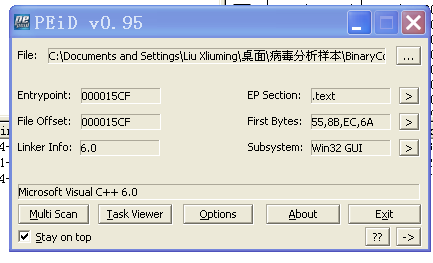 PEiD v0.95
File: C:\Documents and Settings\Liu Xliuming\桌面\病毒分析样本\BinaryCo ...
Entrypoint: 000015CF EP Section: .text >
File Offset: 000015CF First Bytes: 55,8B,EC,6A >
Linker Info: 6.0 Subsystem: Win32 GUI >
Microsoft Visual C++ 6.0
Multi Scan Task Viewer Options About Exit
Stay on top ?? ->